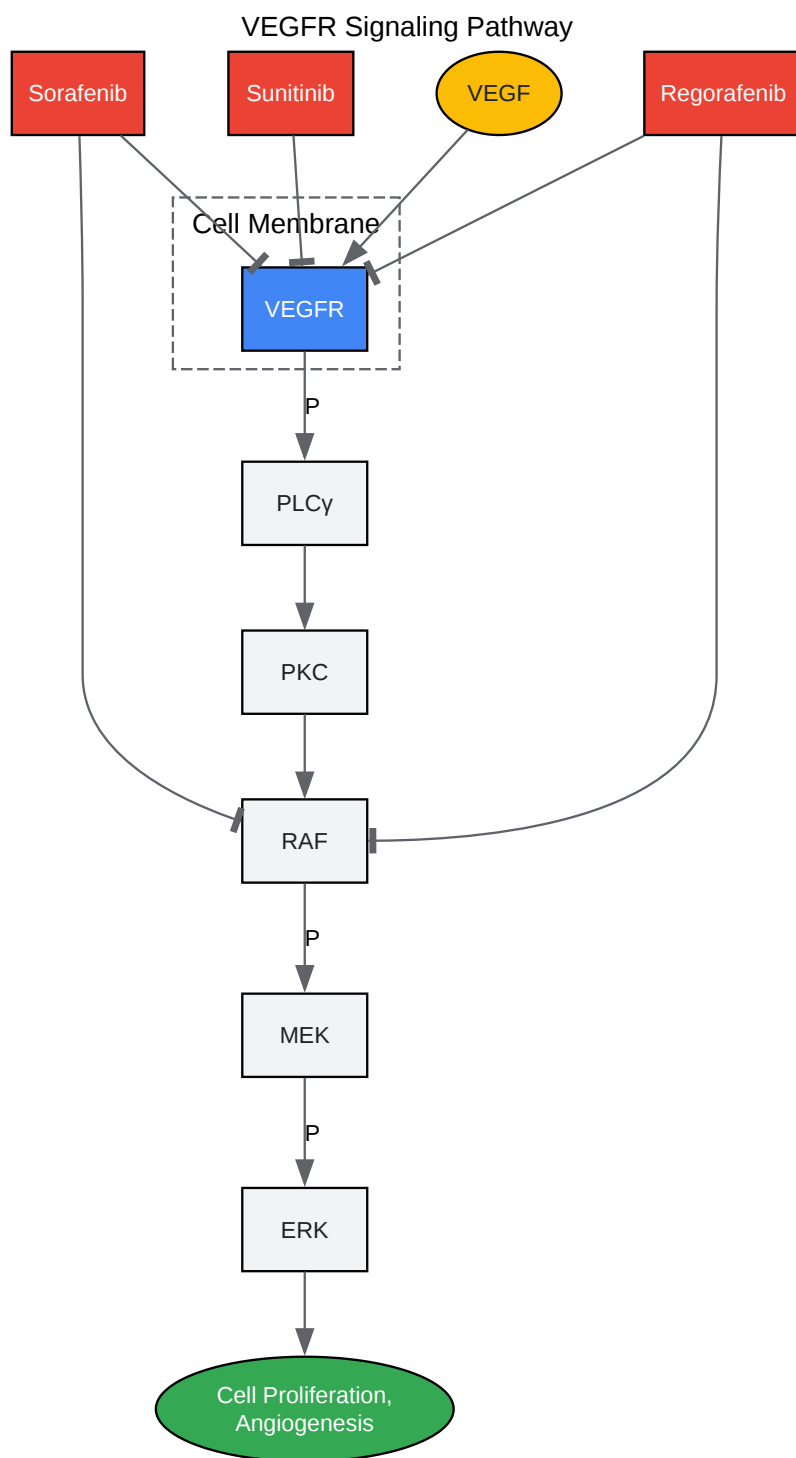 VEGFR Signaling Pathway
Sorafenib
Sunitinib
VEGF
Regorafenib
Cell Membrane
VEGFR
P
PLCγ
PKC
RAF
P
MEK
P
ERK
Cell Proliferation,
Angiogenesis